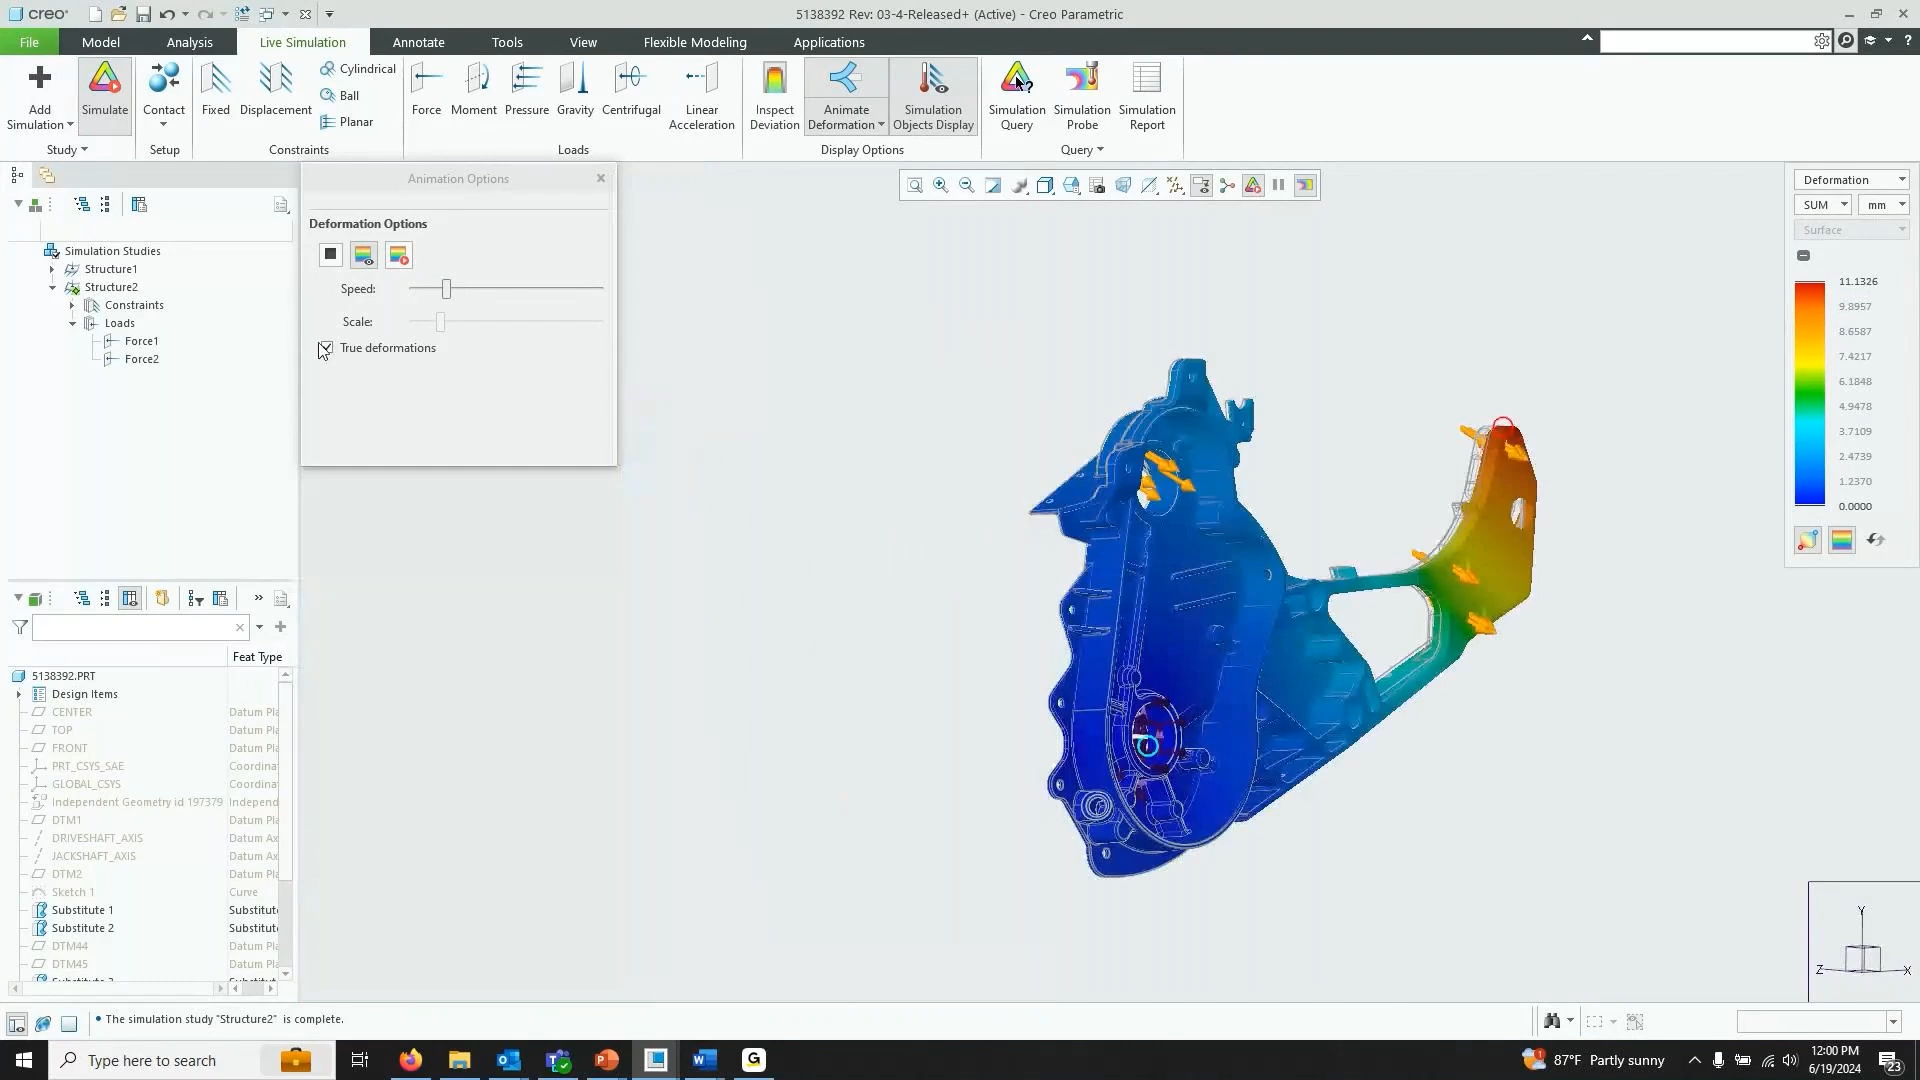 creo
5138392 Rev: 03-4-Released+ (Active) - Creo Parametric
File
Model
Analysis
Live Simulation
Annotate
Tools
View
Flexible Modeling
Applications
Add
Simulation
Simulate
Contact
Fixed
Displacement
Cylindrical
Ball
Planar
Force
Moment
Pressure
Gravity
Centrifugal
Linear
Acceleration
Inspect
Deviation
Animate
Deformation
Simulation
Objects Display
Simulation
Query
Simulation
Probe
Simulation
Report
Study
Setup
Constraints
Loads
Display Options
Query
Simulation Studies
Structure1
Structure2
Constraints
Loads
Force1
Force2
Animation Options
Deformation Options
Speed:
Scale:
True deformations
Deformation
SUM
mm
Surface
11.1326
9.8957
8.6587
7.4217
6.1848
4.9478
3.7109
2.4739
1.2370
0.0000
Y
Z
X
Feat Type
5138392.PRT
Design Items
CENTER Datum Pla
TOP Datum Pla
FRONT Datum Pla
PRT_CSYS_SAE Coordina
GLOBAL_CSYS Coordina
Independent Geometry id 197379 Independ
DTM1 Datum Pla
DRIVESHAFT_AXIS Datum Ax
JACKSHAFT_AXIS Datum Ax
DTM2 Datum Pla
Sketch 1 Curve
Substitute 1 Substitut
Substitute 2 Substitut
DTM44 Datum Pla
DTM45 Datum Pla
The simulation study "Structure2" is complete.
Type here to search
G
87°F Partly sunny
12:00 PM
6/19/2024
23